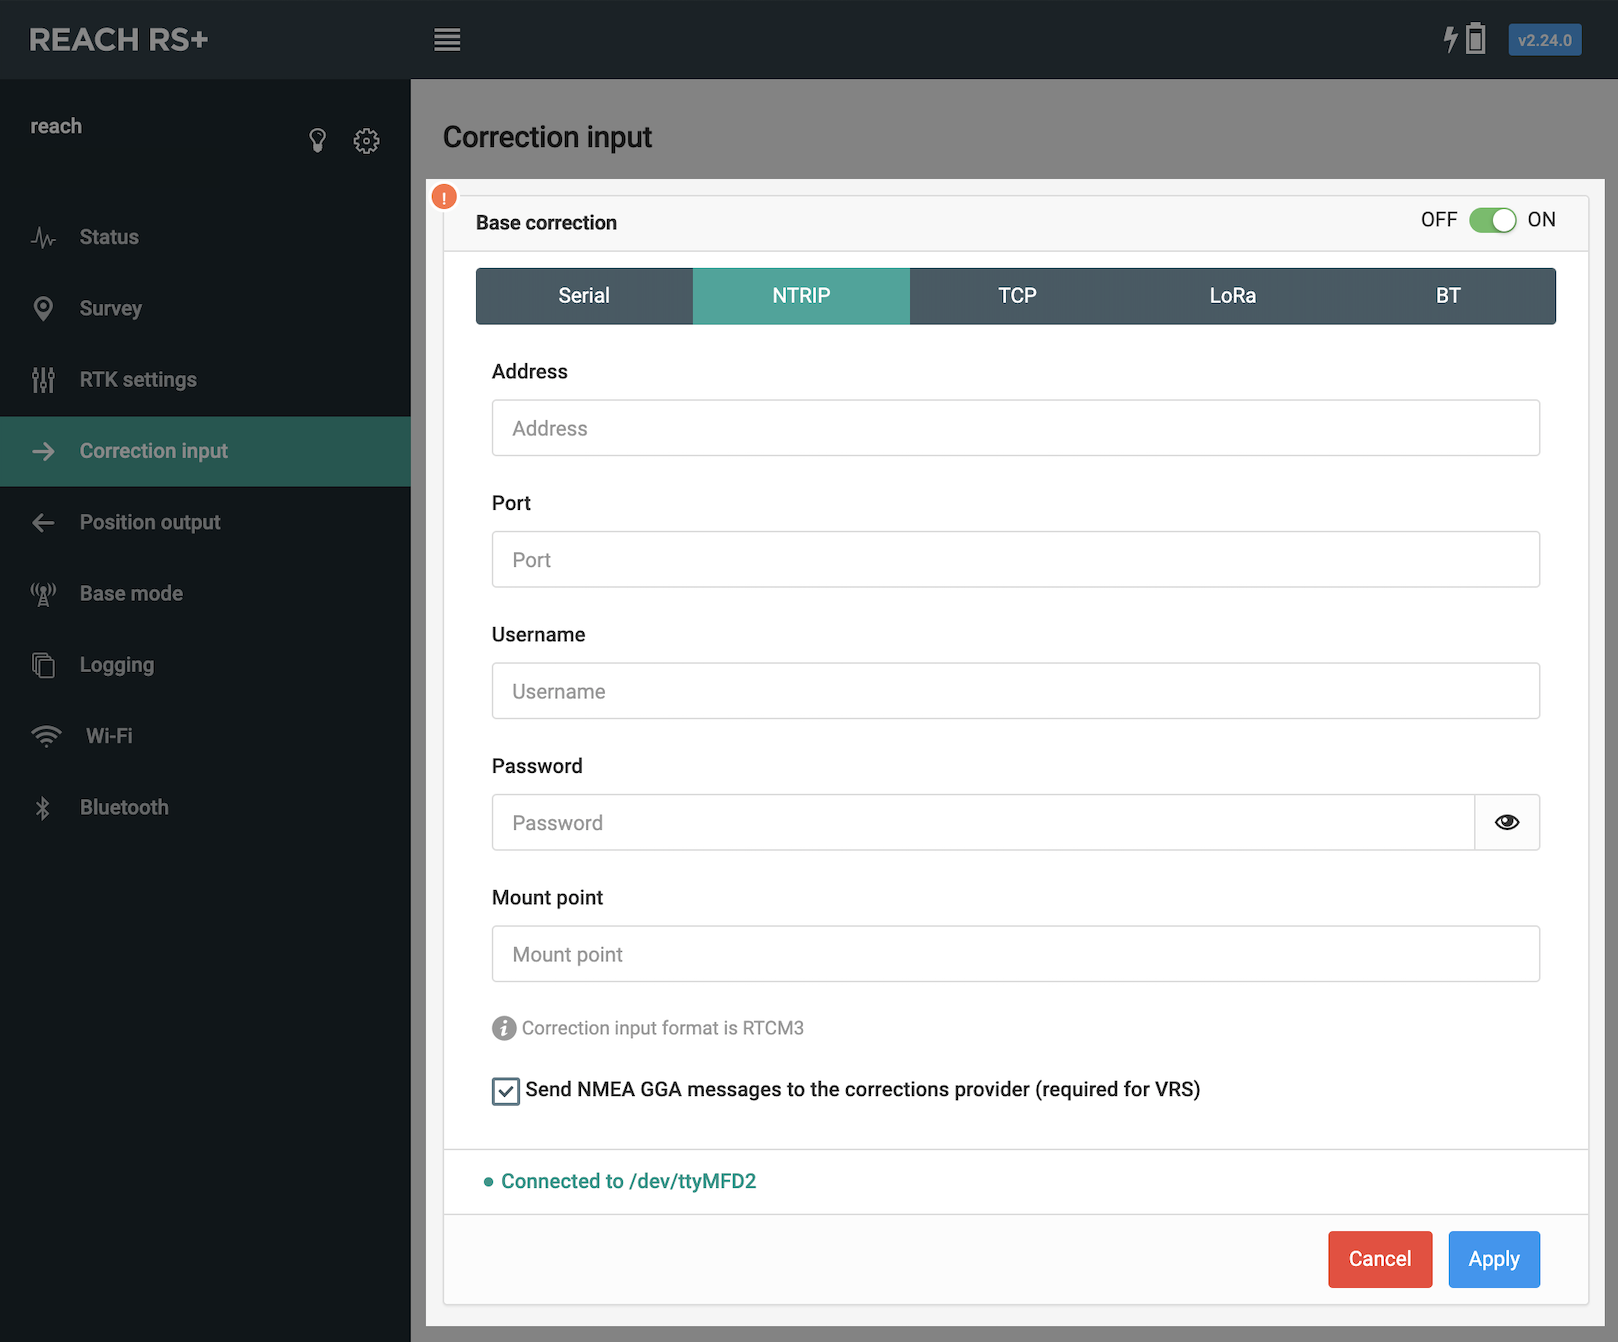 REACH RS+
v2.24.0
reach
Status
Survey
RTK settings
Correction input
Position output
Base mode
Logging
Wi-Fi
Bluetooth
Correction input
!
Base correction
OFF ON
Serial NTRIP TCP LoRa BT
Address
Address
Port
Port
Username
Username
Password
Password
Mount point
Mount point
Correction input format is RTCM3
Send NMEA GGA messages to the corrections provider (required for VRS)
Connected to /dev/ttyMFD2
Cancel Apply